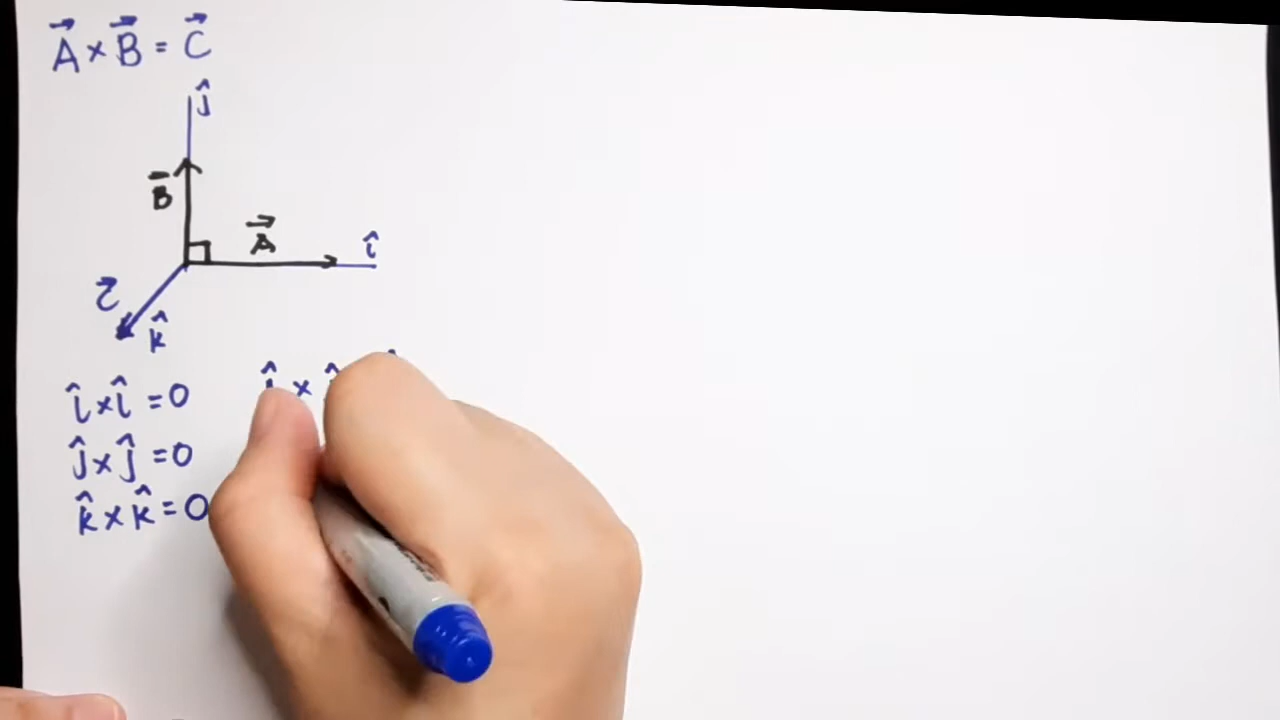 A⃗ × B⃗ = C⃗
ĵ
B⃗
A⃗
î
C⃗
k̂
î × î = 0
î ×
ĵ × ĵ = 0
k̂ × k̂ = 0